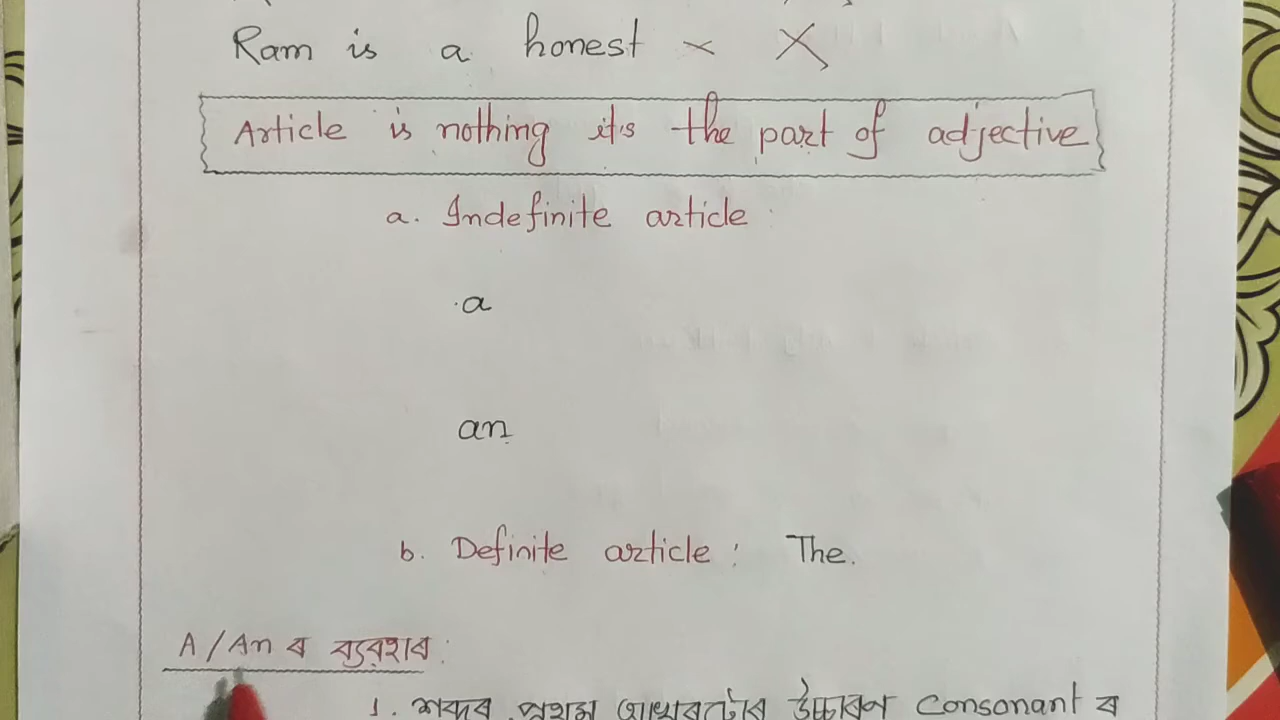 Ram is a honest × ×
Article is nothing it's the part of adjective
a. Indefinite article :
a
an
b. Definite article : The.
A/An ৰ ব্যৱহাৰ :
1. শব্দৰ প্ৰথম আখৰটোৰ উচ্চাৰণ Consonant ৰ